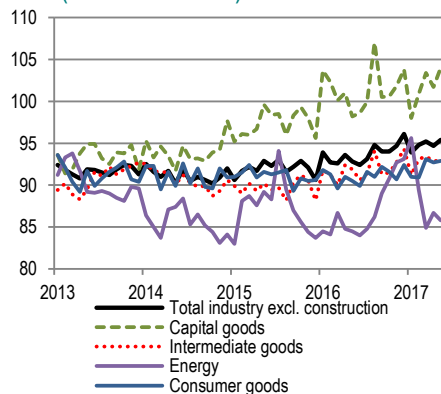 110
105
100
95
90
85
80
2013 2014 2015 2016 2017
Total industry excl. construction
Capital goods
Intermediate goods
Energy
Consumer goods